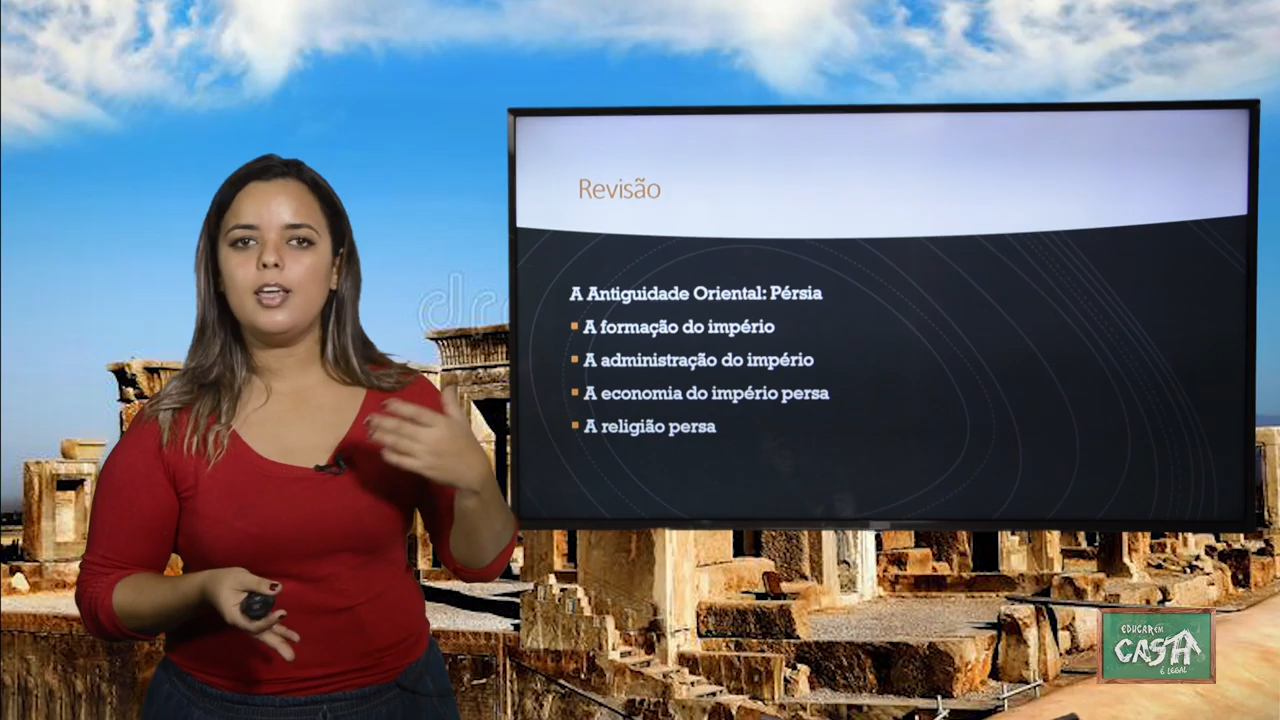 Revisão
A Antiguidade Oriental: Pérsia
A formação do império
A administração do império
A economia do império persa
A religião persa
EDUCAR EM
CASA
É LEGAL